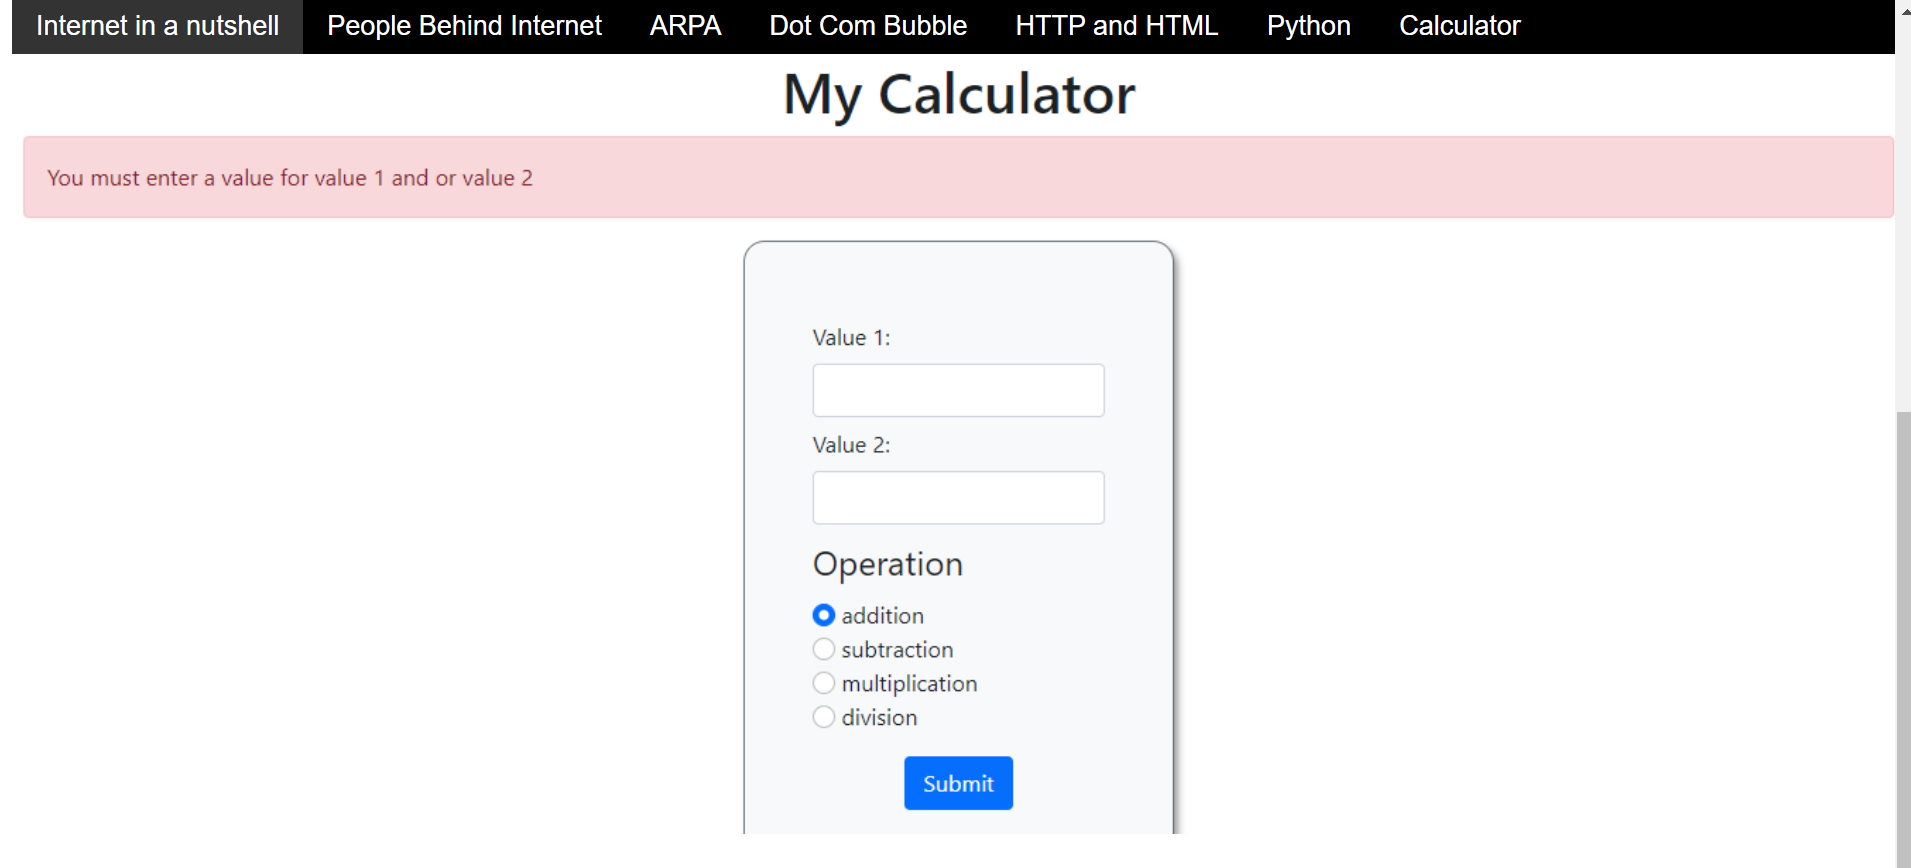 Internet in a nutshell People Behind Internet ARPA Dot Com Bubble HTTP and HTML Python Calculator
My Calculator
You must enter a value for value 1 and or value 2
Value 1:
Value 2:
Operation
addition
subtraction
multiplication
division
Submit